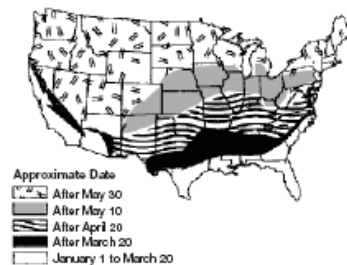 Approximate Date
After May 30
After May 10
After April 20
After March 20
January 1 to March 20